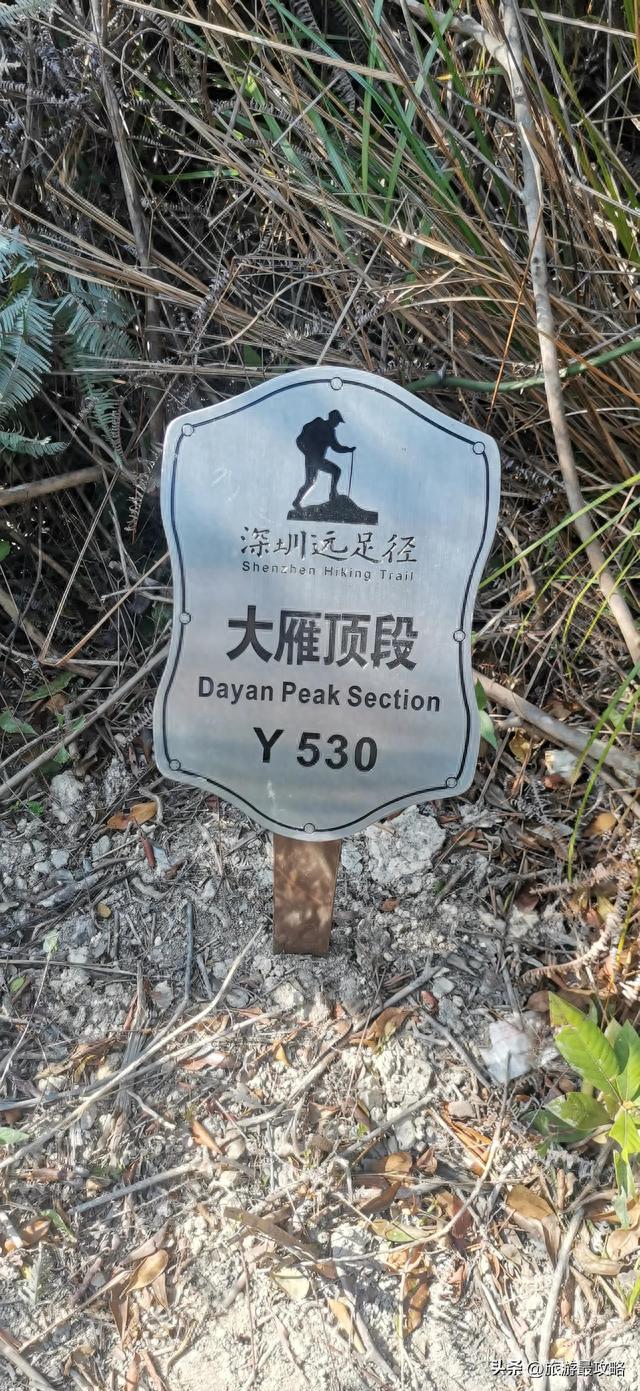 深圳远足径
Shenzhen Hiking Trail
大雁顶段
Dayan Peak Section
Y 530
头条 @旅游最攻略